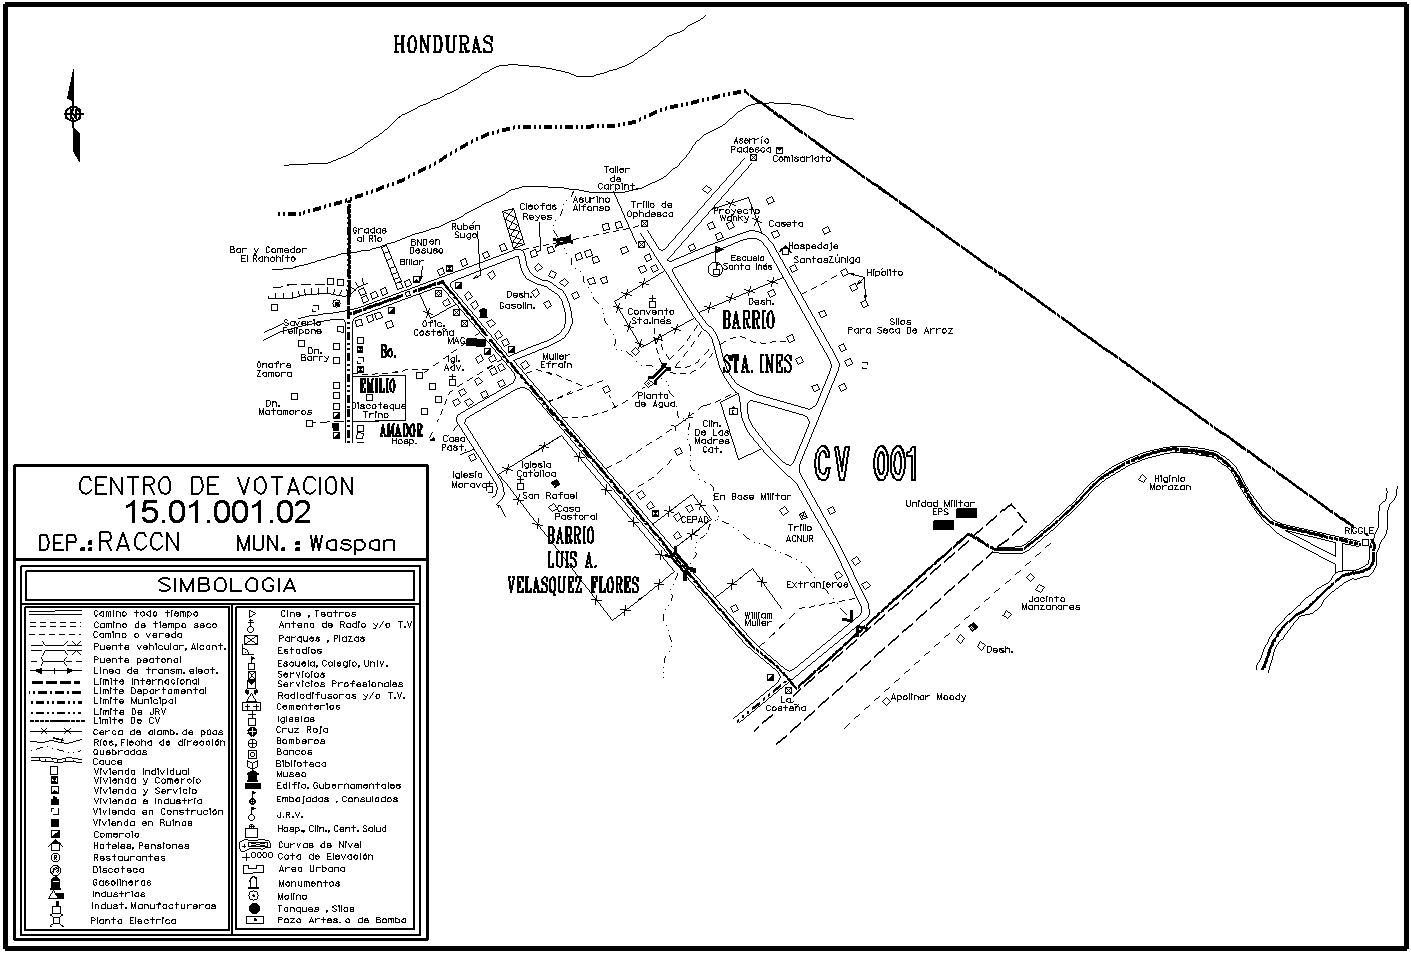 HONDURAS
Aserrio
Padesca
Comisariato
Taller
de
Carpint.
Asurino
Alfonso
Trillo de
Ophdesca
Proyecto
Wanky
Caseta
Cleofas
Reyes
Rubén
Sugo
Gradas
al Rio
BND en
Desuso
Billar
Bar y Comedor
El Ranchito
Hospedaje
Santos Zúniga
Escuela
Santa Inés
Hipólito
Desh.
Gasolin.
Desh.
Convento
Sta. Inés
BARRIO
STA. INES
Silos
Para Seca De Arroz
Saverio
Felipone
Ofic.
Costeña
MAG
Bo.
EMILIO
AMADOR
Dn.
Barry
Onofre
Zamora
Igl.
Adv.
Muller
Efrain
Discoteque
Trino
Dn.
Matamoros
Hosp.
Planta
de Agua
Clin.
De Las
Madres
Cat.
Casa
Past.
Iglesia
Morava
Iglesia
Católica
San Rafael
Casa
Pastoral
CV 001
En Base Militar
CEPAD
Trillo
ACNUR
BARRIO
LUIS A.
VELASQUEZ FLORES
Unidad Militar
EPS
Higinio
Morazan
RIGGLE
Extranjeros
William
Muller
La
Costeña
Jacinto
Manzanares
Desh.
Apolinar Moody
CENTRO DE VOTACION
15.01.001.02
DEP.: RACCN MUN. : Waspan
SIMBOLOGIA
Camino todo tiempo
Camino de tiempo seco
Camino o vereda
Puente vehicular, Alcant.
Puente peatonal
Linea de transm. elect.
Limite Internacional
Limite Departamental
Limite Municipal
Limite De JRV
Limite De CV
Cerca de alamb. de púas
Ríos, Flecha de dirección
Quebradas
Cauce
Vivienda Individual
Vivienda y Comercio
Vivienda y Servicio
Vivienda e Industria
Vivienda en Construción
Vivienda en Ruinas
Comercio
Hoteles, Pensiones
Restaurantes
Discoteca
Gasolineras
Industrias
Indust. Manufactureras
Planta Electrica
Cine , Teatros
Antena de Radio y/o T.V
Parques , Plazas
Estadios
Escuela, Colegio, Univ.
Servicios
Servicios Profesionales
Radiodifusoras y/o T.V.
Cementerios
Iglesias
Cruz Roja
Bomberos
Bancos
Biblioteca
Museo
Edific. Gubernamentales
Embajadas , Consulados
J.R.V.
Hosp., Clin., Cent. Salud
Curvas de Nivel
Cota de Elevación
Area Urbana
Monumentos
Molino
Tanques , Silos
Pozo Artes. o de Bomba